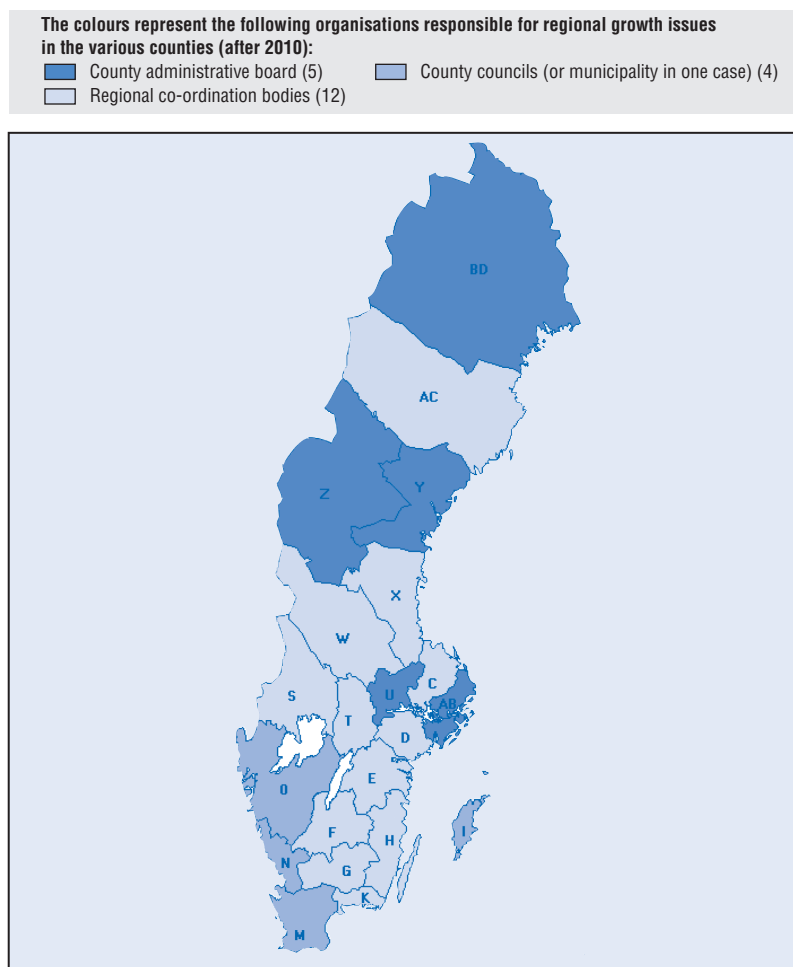 The colours represent the following organisations responsible for regional growth issues
in the various counties (after 2010):
County administrative board (5)
County councils (or municipality in one case) (4)
Regional co-ordination bodies (12)
BD
AC
Z
Y
X
W
C
S
U
AB
T
D
A
E
O
F
I
H
N
G
K
M